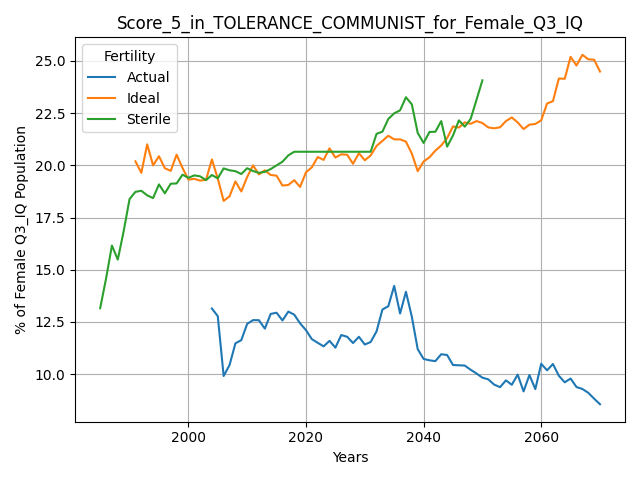 Score_5_in_TOLERANCE_COMMUNIST_for_Female_Q3_IQ
Fertility
Actual
Ideal
Sterile
% of Female Q3_IQ Population
25.0
22.5
20.0
17.5
15.0
12.5
10.0
2000
2020
2040
2060
Years